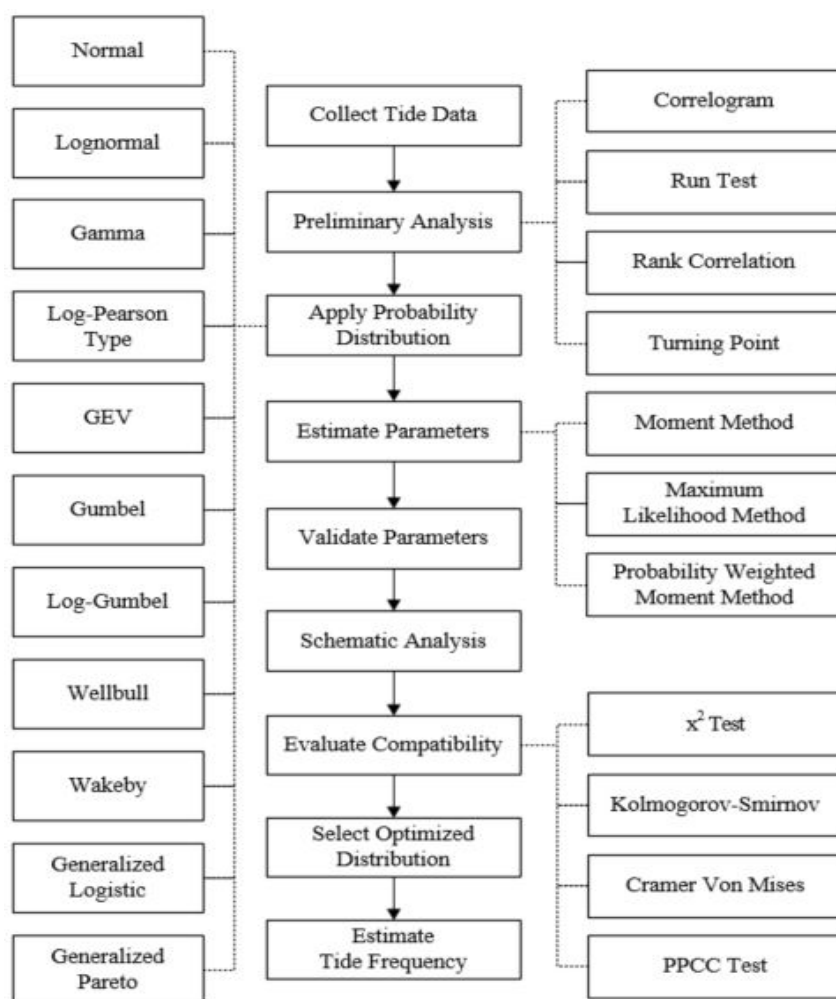 Normal
Lognormal
Gamma
Log-Pearson
Type
GEV
Gumbel
Log-Gumbel
Wellbull
Wakeby
Generalized
Logistic
Generalized
Pareto
Collect Tide Data
Preliminary Analysis
Apply Probability
Distribution
Estimate Parameters
Validate Parameters
Schematic Analysis
Evaluate Compatibility
Select Optimized
Distribution
Estimate
Tide Frequency
Correlogram
Run Test
Rank Correlation
Turning Point
Moment Method
Maximum
Likelihood Method
Probability Weighted
Moment Method
x² Test
Kolmogorov-Smirnov
Cramer Von Mises
PPCC Test